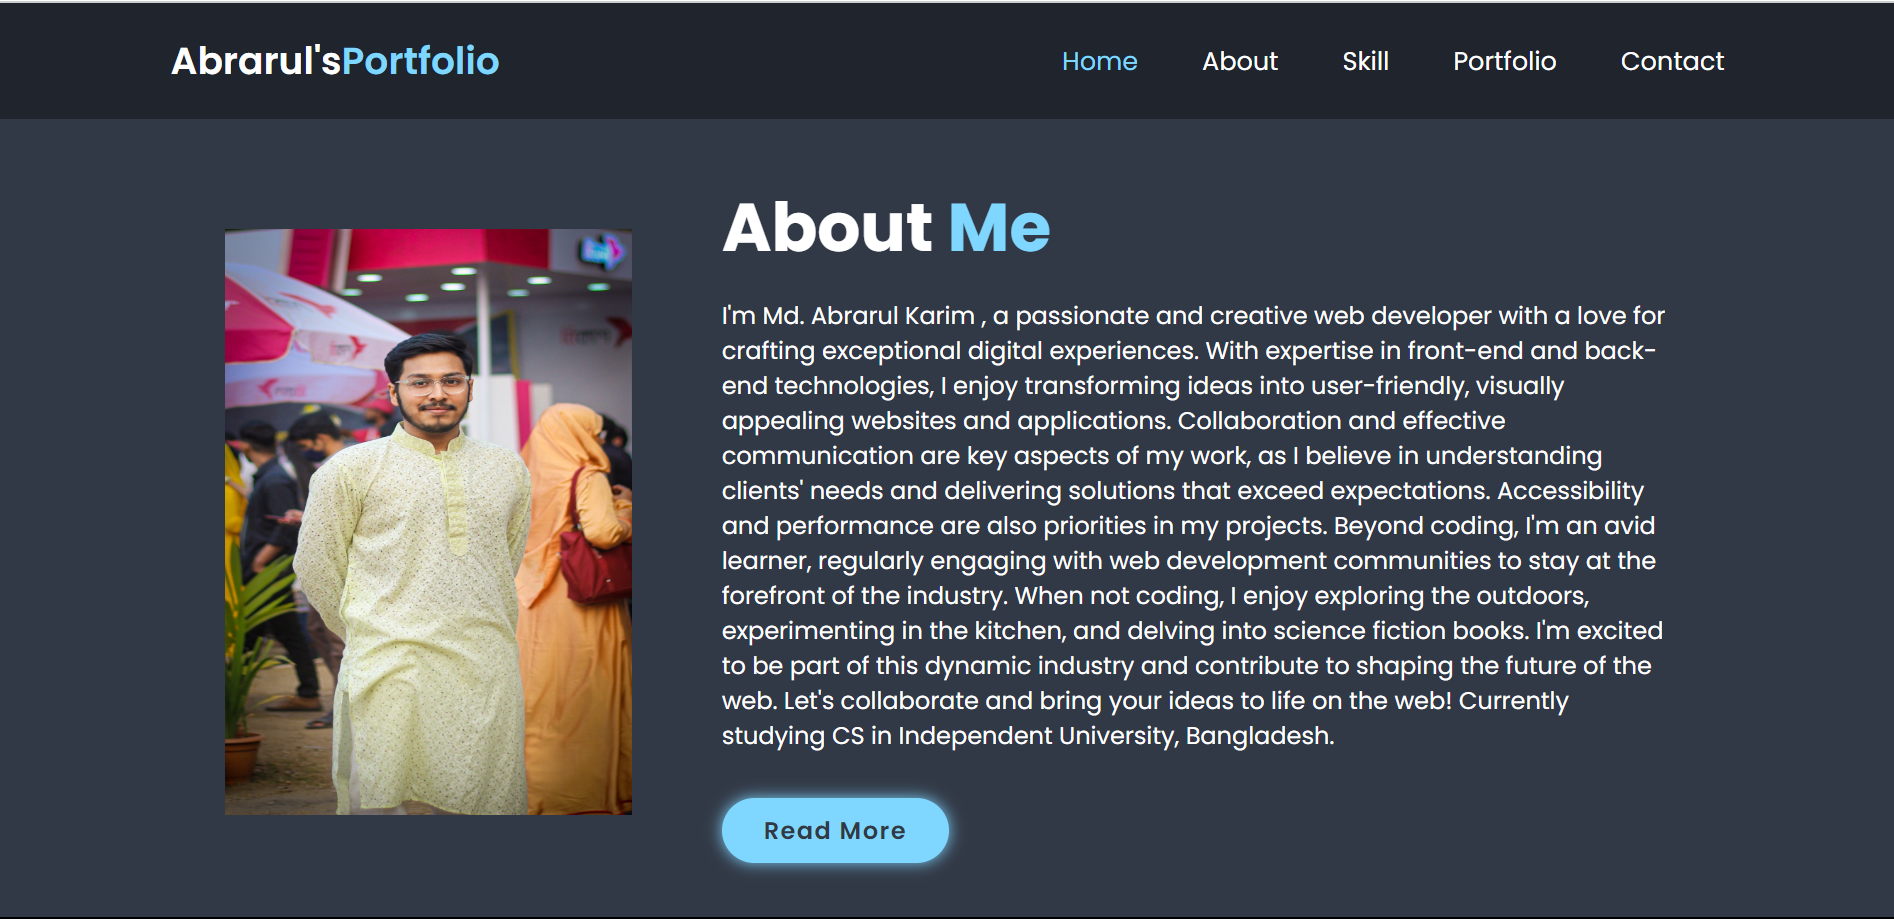 Abrarul'sPortfolio
Home About Skill Portfolio Contact
About Me
I'm Md. Abrarul Karim , a passionate and creative web developer with a love for
crafting exceptional digital experiences. With expertise in front-end and back-
end technologies, I enjoy transforming ideas into user-friendly, visually
appealing websites and applications. Collaboration and effective
communication are key aspects of my work, as I believe in understanding
clients' needs and delivering solutions that exceed expectations. Accessibility
and performance are also priorities in my projects. Beyond coding, I'm an avid
learner, regularly engaging with web development communities to stay at the
forefront of the industry. When not coding, I enjoy exploring the outdoors,
experimenting in the kitchen, and delving into science fiction books. I'm excited
to be part of this dynamic industry and contribute to shaping the future of the
web. Let's collaborate and bring your ideas to life on the web! Currently
studying CS in Independent University, Bangladesh.
Read More